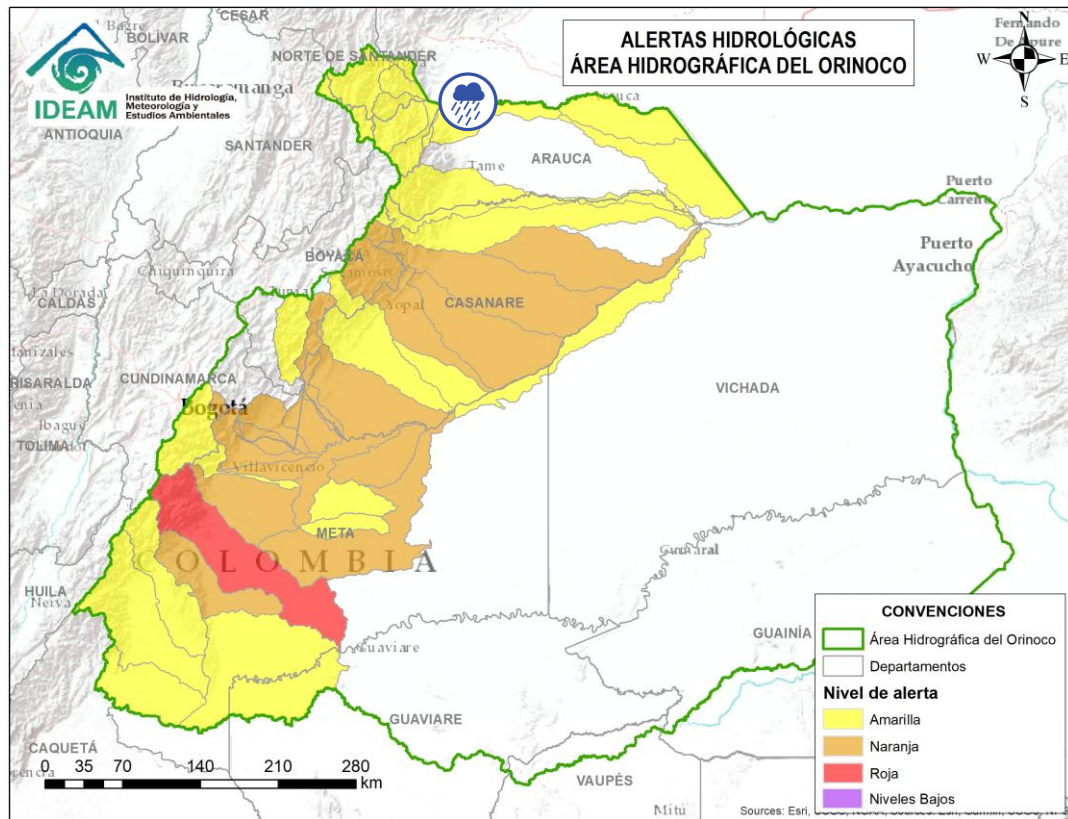 ALERTAS HIDROLÓGICAS
ÁREA HIDROGRÁFICA DEL ORINOCO
IDEAM
Instituto de Hidrología,
Meteorología y
Estudios Ambientales
N
W
E
S
CESAR
BOLÍVAR
NORTE DE SANTANDER
Fernando
De Apure
ANTIOQUIA
SANTANDER
Tame
ARAUCA
Puerto
Carreño
Puerto
Ayacucho
BOYACÁ
Chiquinquira
La Dorada
CALDAS
Yopal
CASANARE
VICHADA
CUNDINAMARCA
RISARALDA
Bogotá
Ibagué
TOLIMA
Villavicencio
META
COLOMBIA
HUILA
Neiva
Guaviare
GUAINÍA
GUAVIARE
CAQUETÁ
VAUPÉS
Mitú
0 35 70 140 210 280
km
CONVENCIONES
Área Hidrográfica del Orinoco
Departamentos
Nivel de alerta
Amarilla
Naranja
Roja
Niveles Bajos